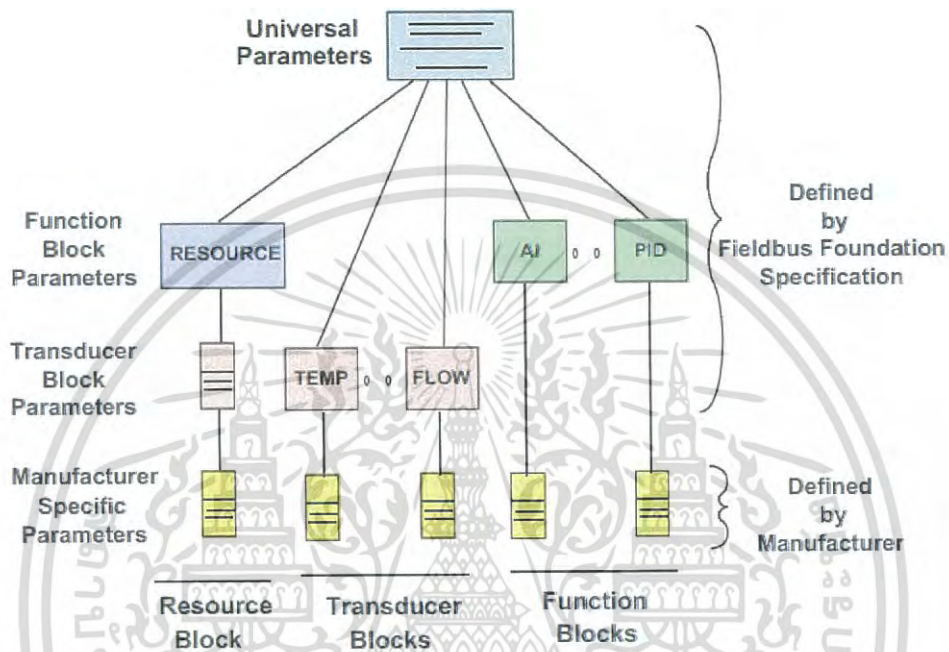 Universal
Parameters
Function
Block
Parameters
RESOURCE
AI
PID
Defined
by
Fieldbus Foundation
Specification
Transducer
Block
Parameters
TEMP
FLOW
Manufacturer
Specific
Parameters
Defined
by
Manufacturer
Resource
Block
Transducer
Blocks
Function
Blocks